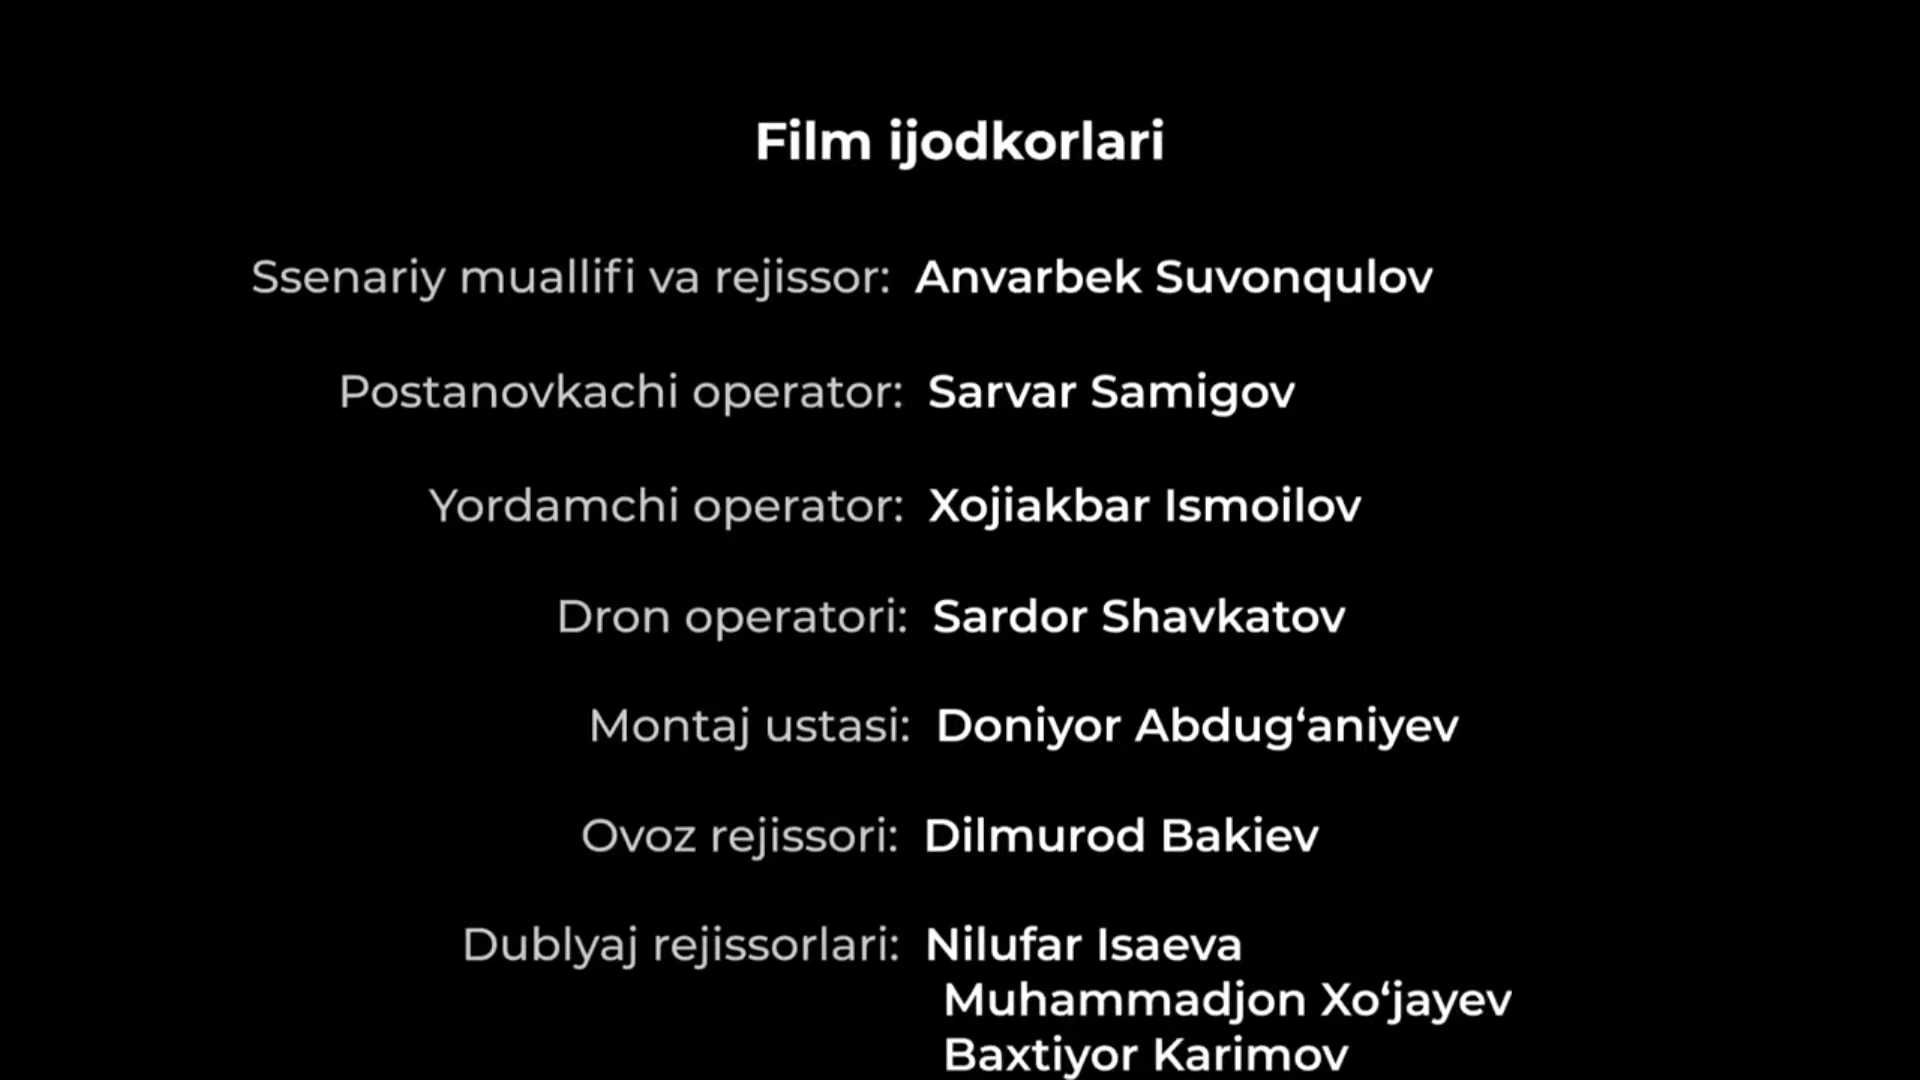 Film ijodkorlari
Ssenariy muallifi va rejissor: Anvarbek Suvonqulov
Postanovkachi operator: Sarvar Samigov
Yordamchi operator: Xojiakbar Ismoilov
Dron operatori: Sardor Shavkatov
Montaj ustasi: Doniyor Abdug‘aniyev
Ovoz rejissori: Dilmurod Bakiev
Dublyaj rejissorlari: Nilufar Isaeva
Muhammadjon Xo‘jayev
Baxtiyor Karimov